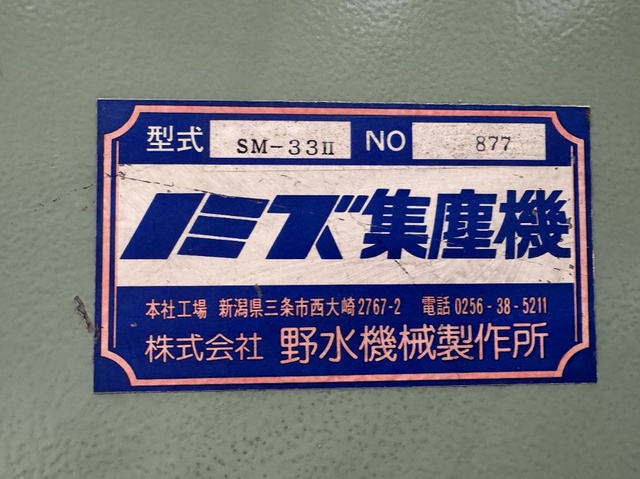 型式 SM-33II NO 877
ノミズ集塵機
本社工場 新潟県三条市西大崎2767-2 電話 0256-38-5211
株式会社 野水機械製作所